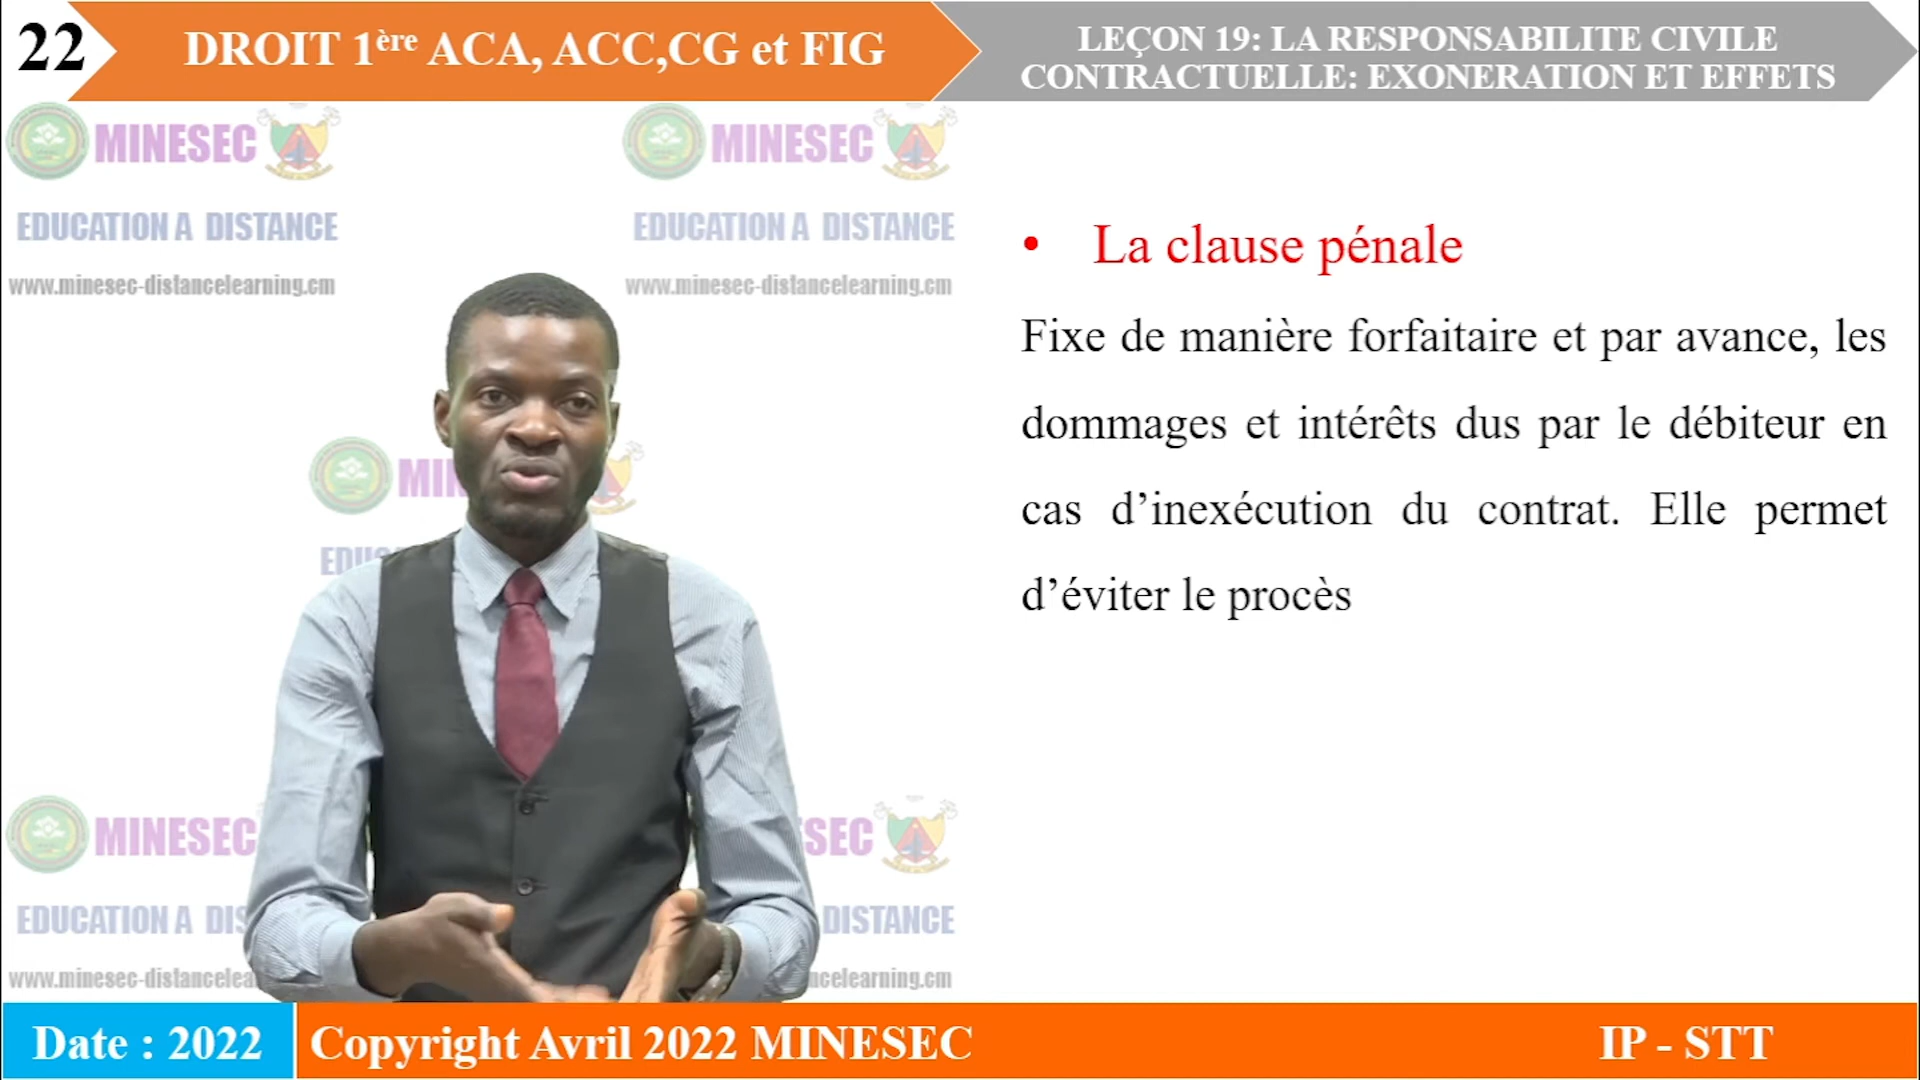 22
DROIT 1ère ACA, ACC,CG et FIG
LEÇON 19: LA RESPONSABILITE CIVILE
CONTRACTUELLE: EXONERATION ET EFFETS
MINESEC
EDUCATION A DISTANCE
www.minesec-distancelearning.cm
MINESEC
EDUCATION A DISTANCE
www.minesec-distancelearning.cm
• La clause pénale
Fixe de manière forfaitaire et par avance, les
dommages et intérêts dus par le débiteur en
cas d’inexécution du contrat. Elle permet
d’éviter le procès
MINESEC
EDUCATION A
DISTANCE
Date : 2022
Copyright Avril 2022 MINESEC
IP - STT